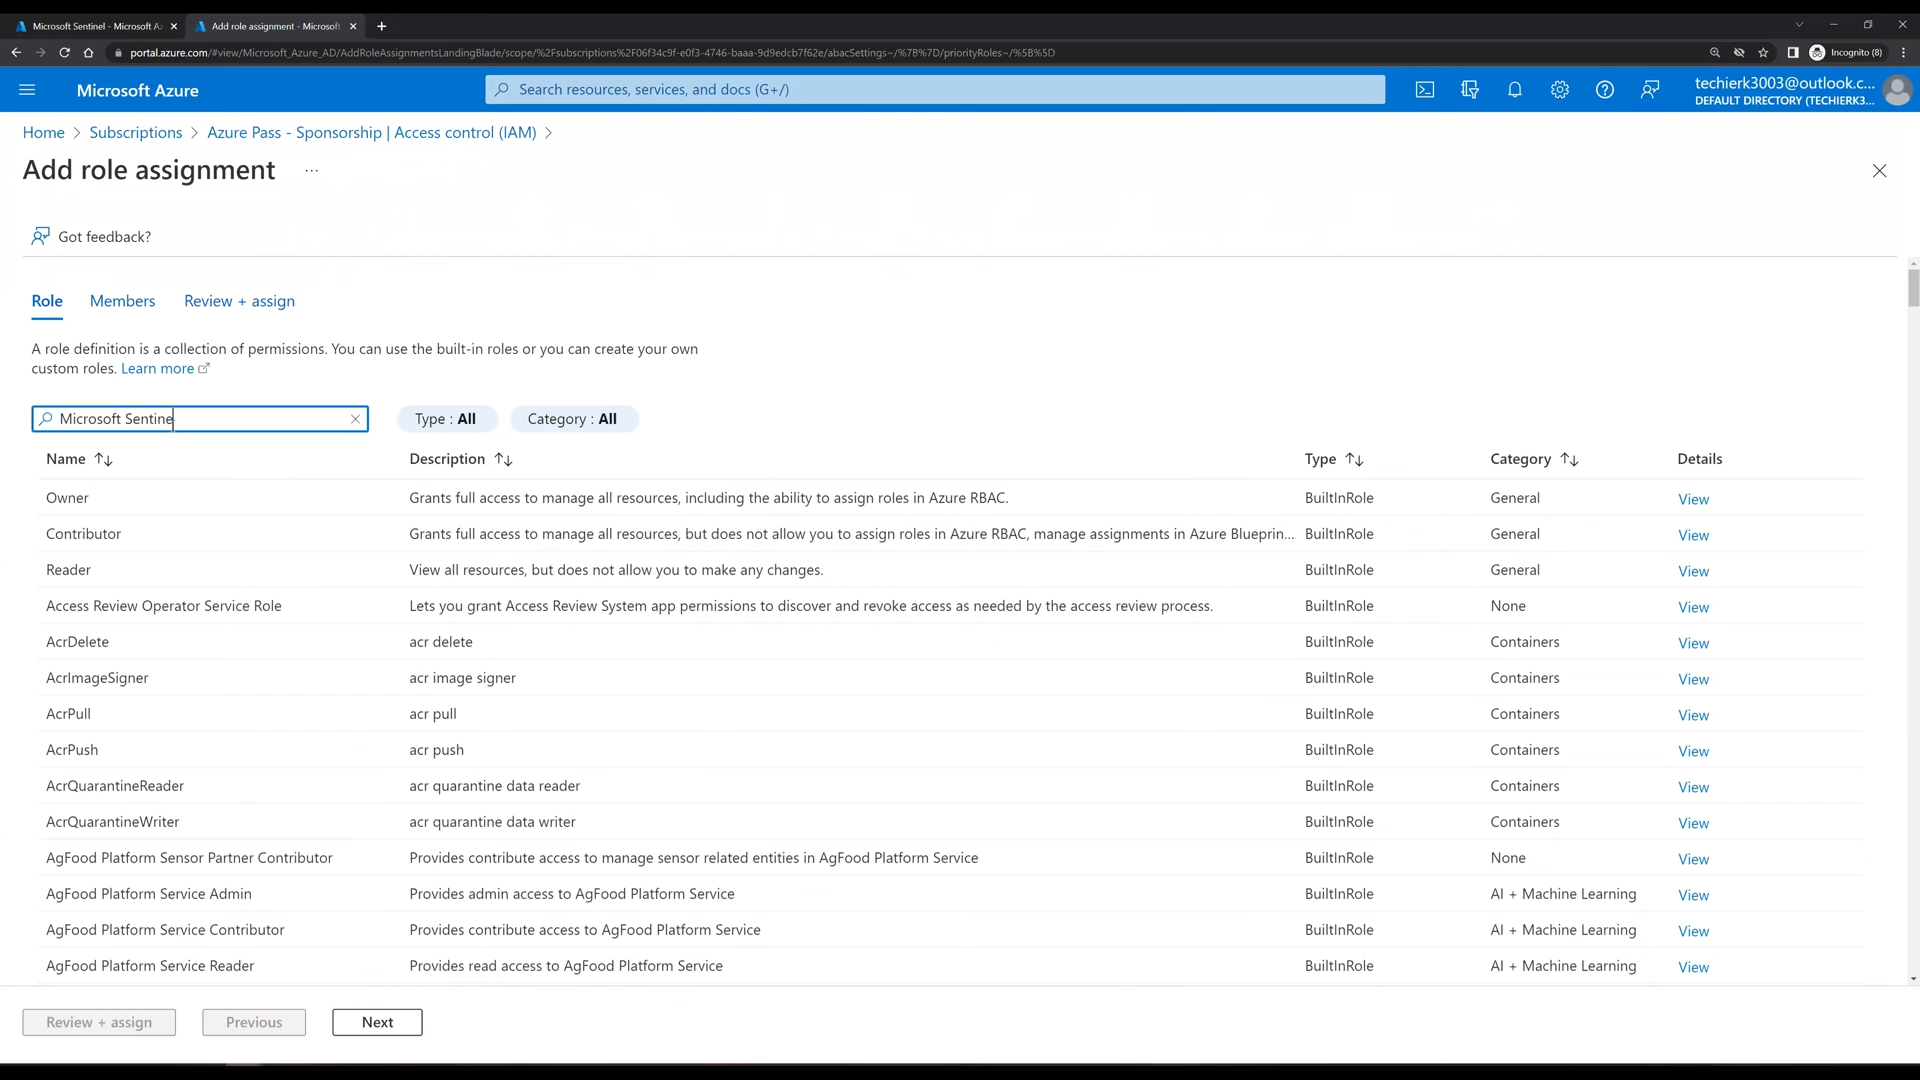 Microsoft Sentinel - Microsoft Az
Add role assignment - Microsoft
portal.azure.com/#view/Microsoft_Azure_AD/AddRoleAssignmentsLandingBlade/scope/%2Fsubscriptions%2F06f34c9f-e0f3-4746-baaa-9d9edcb7f62e/abacSettings~/%7B%7D/priorityRoles~/%5B%5D
Incognito (8)
Microsoft Azure
Search resources, services, and docs (G+/)
techierk3003@outlook.c...
DEFAULT DIRECTORY (TECHIERK3...
Home > Subscriptions > Azure Pass - Sponsorship | Access control (IAM) >
Add role assignment ...
Got feedback?
Role Members Review + assign
A role definition is a collection of permissions. You can use the built-in roles or you can create your own
custom roles. Learn more
Microsoft Sentine
Type : All
Category : All
Name Description Type Category Details
Owner Grants full access to manage all resources, including the ability to assign roles in Azure RBAC. BuiltInRole General View
Contributor Grants full access to manage all resources, but does not allow you to assign roles in Azure RBAC, manage assignments in Azure Blueprin... BuiltInRole General View
Reader View all resources, but does not allow you to make any changes. BuiltInRole General View
Access Review Operator Service Role Lets you grant Access Review System app permissions to discover and revoke access as needed by the access review process. BuiltInRole None View
AcrDelete acr delete BuiltInRole Containers View
AcrImageSigner acr image signer BuiltInRole Containers View
AcrPull acr pull BuiltInRole Containers View
AcrPush acr push BuiltInRole Containers View
AcrQuarantineReader acr quarantine data reader BuiltInRole Containers View
AcrQuarantineWriter acr quarantine data writer BuiltInRole Containers View
AgFood Platform Sensor Partner Contributor Provides contribute access to manage sensor related entities in AgFood Platform Service BuiltInRole None View
AgFood Platform Service Admin Provides admin access to AgFood Platform Service BuiltInRole AI + Machine Learning View
AgFood Platform Service Contributor Provides contribute access to AgFood Platform Service BuiltInRole AI + Machine Learning View
AgFood Platform Service Reader Provides read access to AgFood Platform Service BuiltInRole AI + Machine Learning View
Review + assign Previous Next